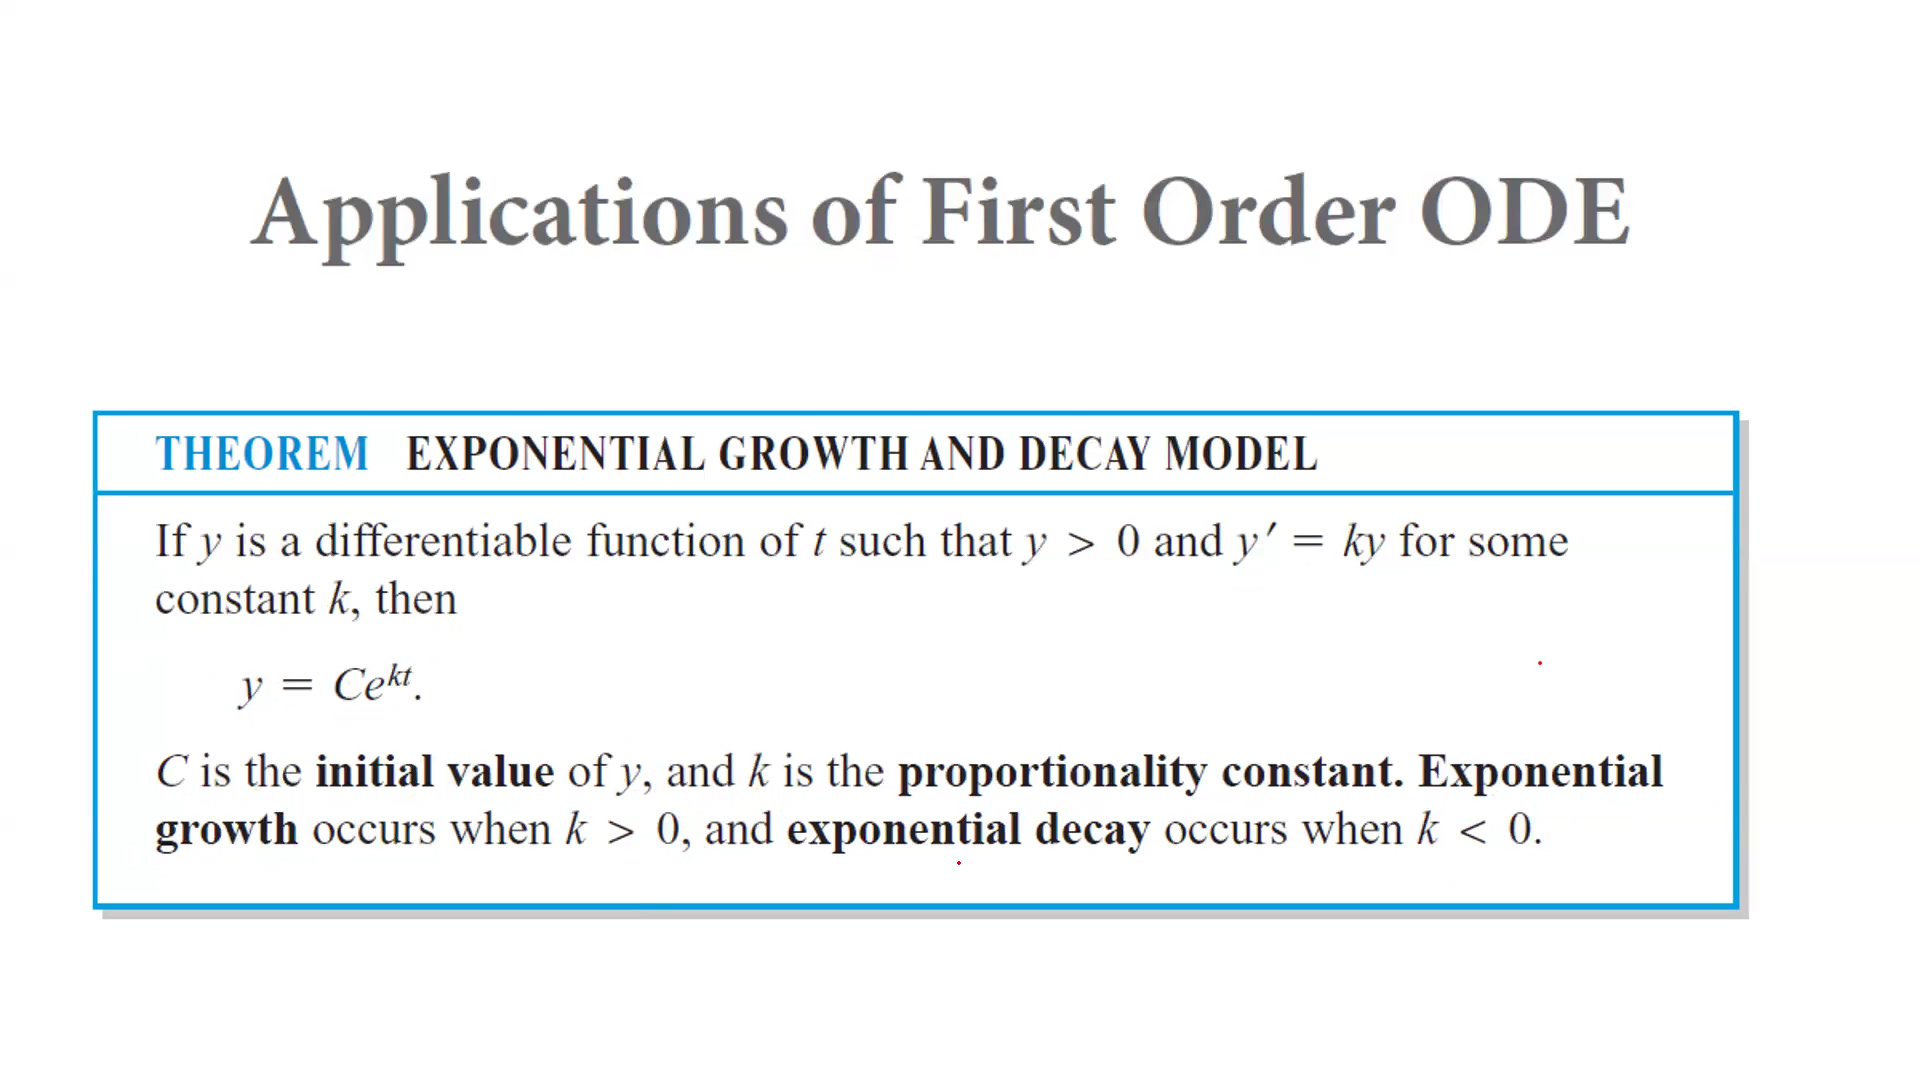 Applications of First Order ODE
THEOREM EXPONENTIAL GROWTH AND DECAY MODEL
If y is a differentiable function of t such that y > 0 and y′ = ky for some
constant k, then
y = Ce^{kt}.
C is the initial value of y, and k is the proportionality constant. Exponential
growth occurs when k > 0, and exponential decay occurs when k < 0.